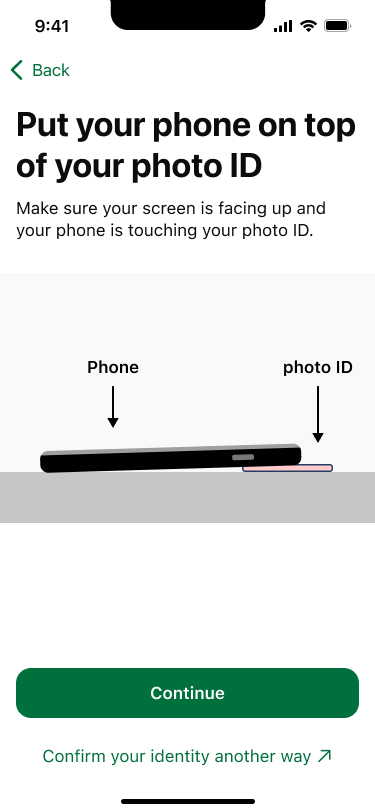 9:41
Back
Put your phone on top
of your photo ID
Make sure your screen is facing up and
your phone is touching your photo ID.
Phone
photo ID
Continue
Confirm your identity another way